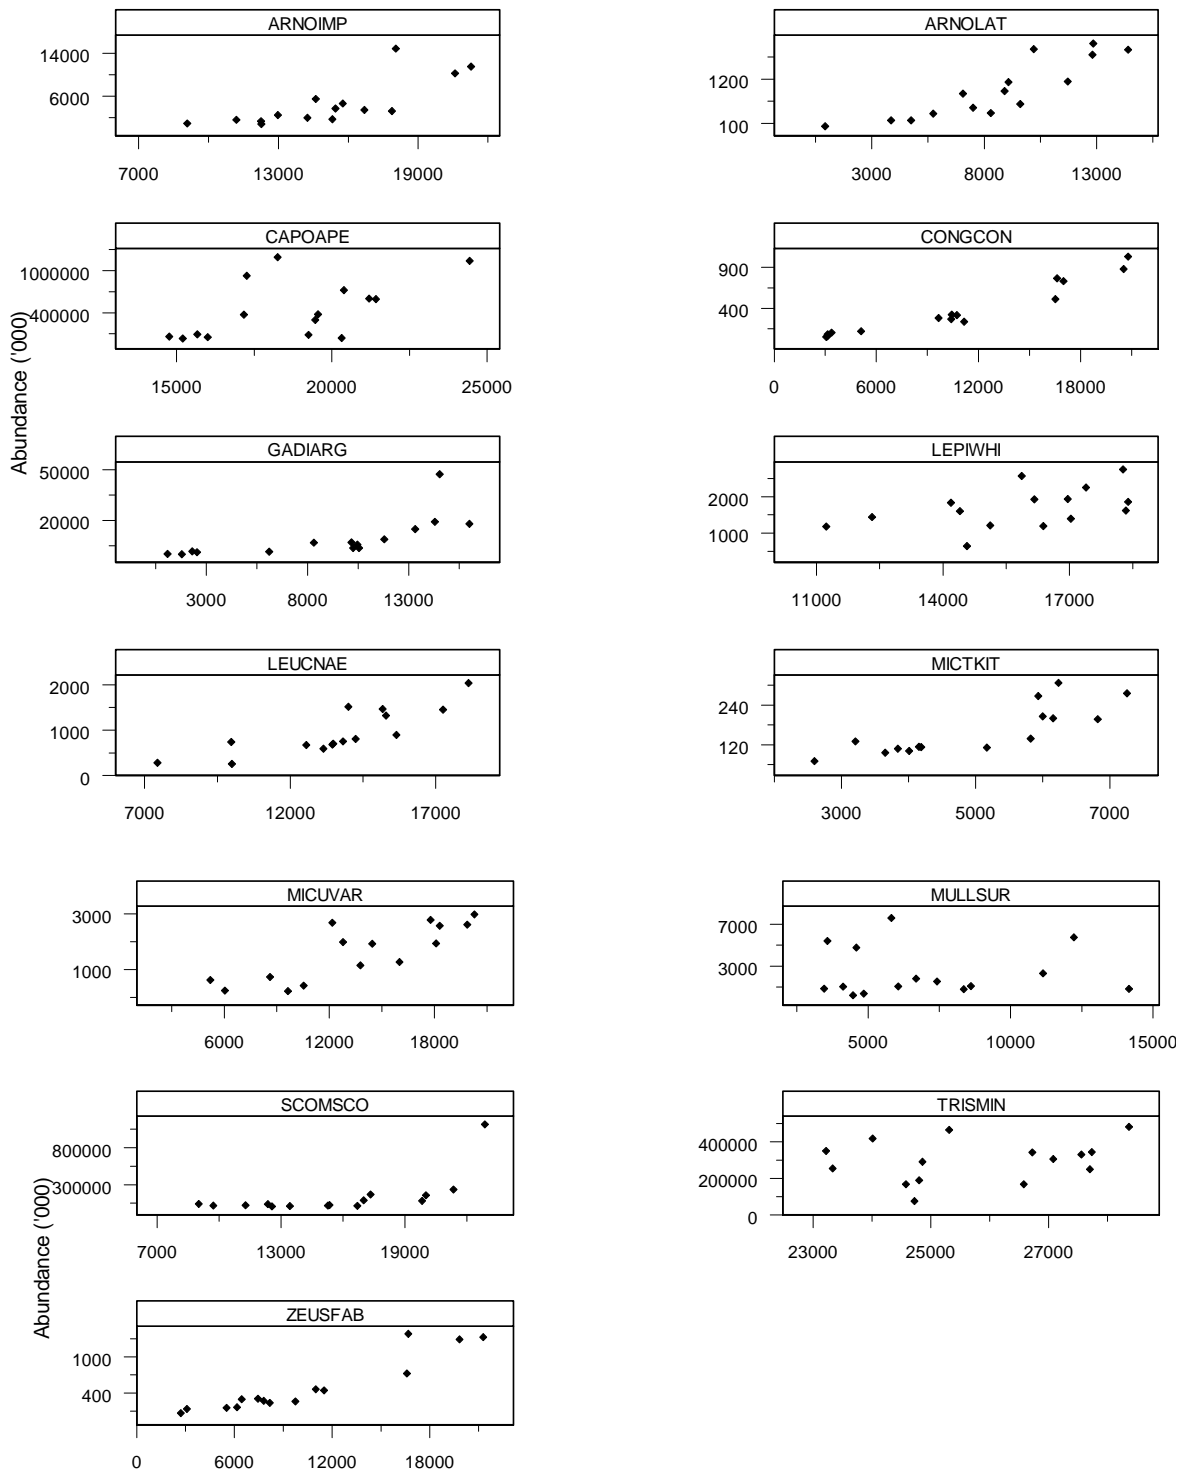 ARNOIMP
14000
6000
7000 13000 19000
ARNOLAT
1200
100
3000 8000 13000
CAPOAPE
1000000
400000
15000 20000 25000
CONGCON
900
400
0 6000 12000 18000
Abundance ('000)
GADIARG
50000
20000
3000 8000 13000
LEPIWHI
2000
1000
11000 14000 17000
LEUCNAE
2000
1000
0
7000 12000 17000
MICTKIT
240
120
3000 5000 7000
MICUVAR
3000
1000
6000 12000 18000
MULLSUR
7000
3000
5000 10000 15000
SCOMSCO
800000
300000
7000 13000 19000
TRISMIN
400000
200000
0
23000 25000 27000
Abundance ('000)
ZEUSFAB
1000
400
0 6000 12000 18000